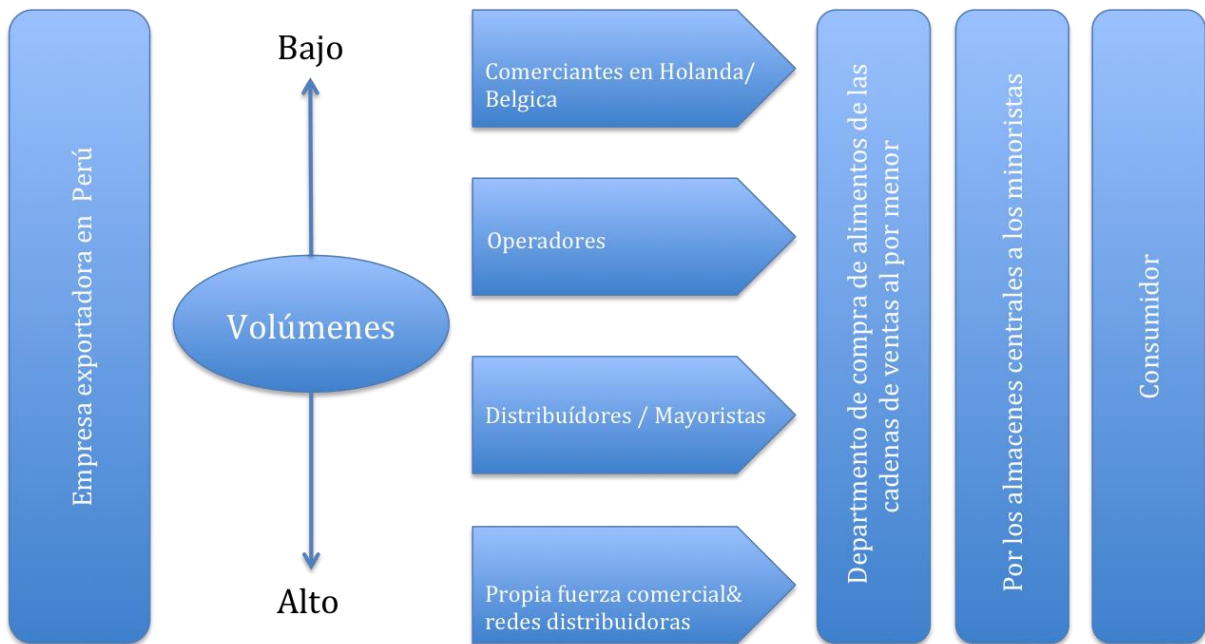 Empresa exportadora en  Perú
Bajo
Volúmenes
Alto
Comerciantes en Holanda/
Belgica
Operadores
Distribuídores / Mayoristas
Propia fuerza comercial&
redes distribuidoras
Departmento de compra de alimentos de las
cadenas de ventas al por menor
Por los almacenes centrales a los minoristas
Consumidor